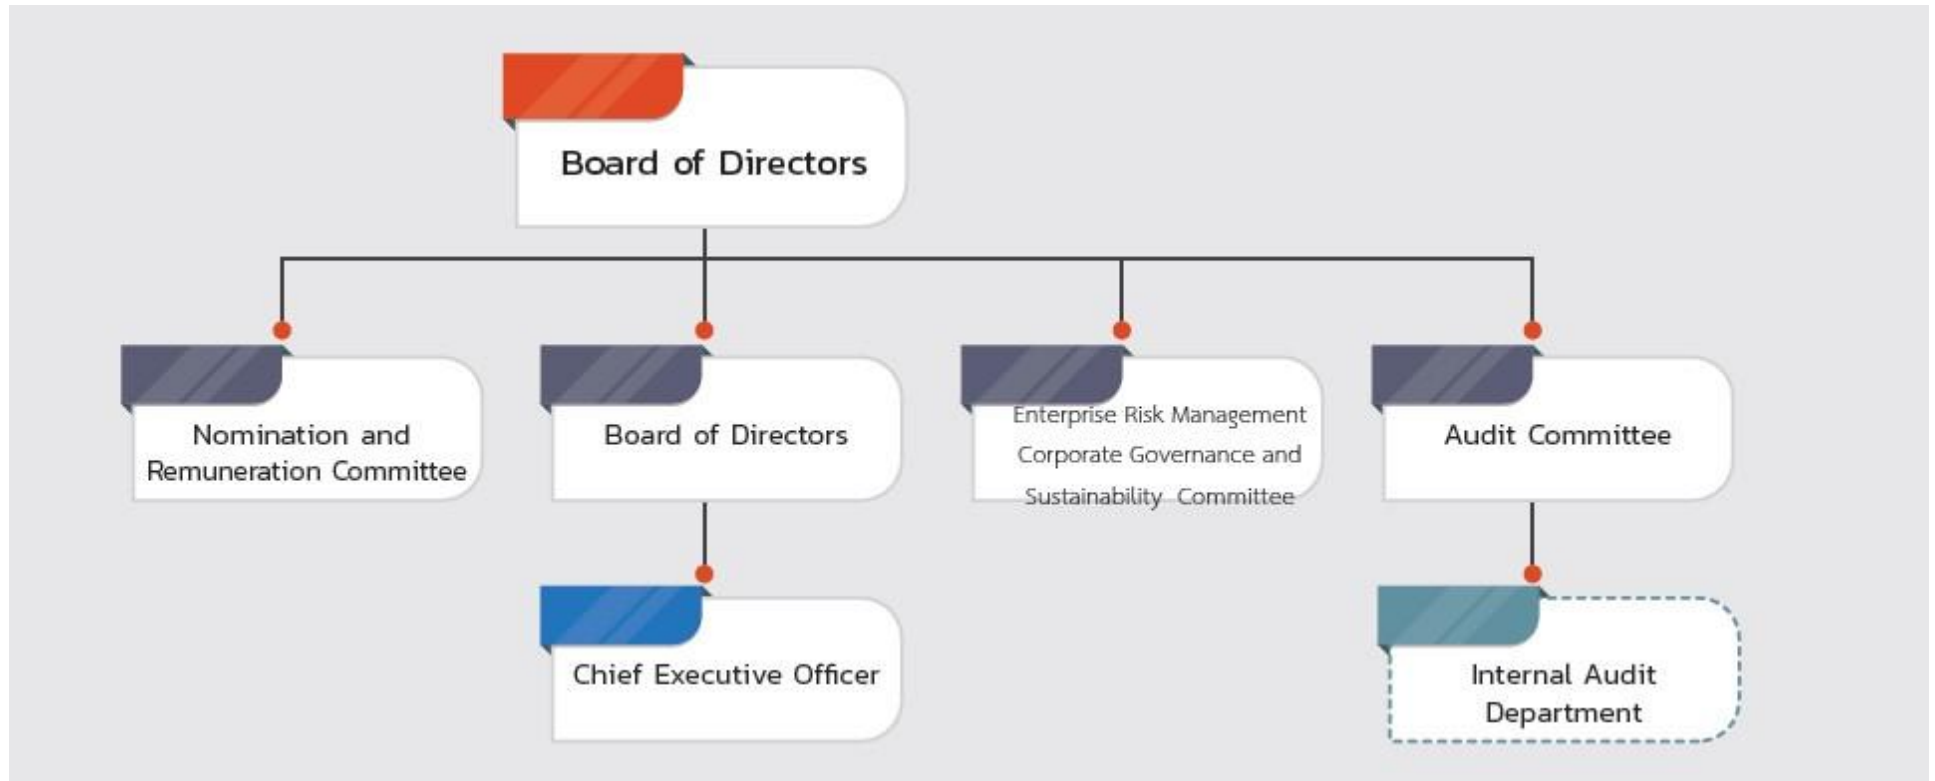 Board of Directors
Nomination and
Remuneration Committee
Board of Directors
Enterprise Risk Management
Corporate Governance and
Sustainability Committee
Audit Committee
Chief Executive Officer
Internal Audit
Department